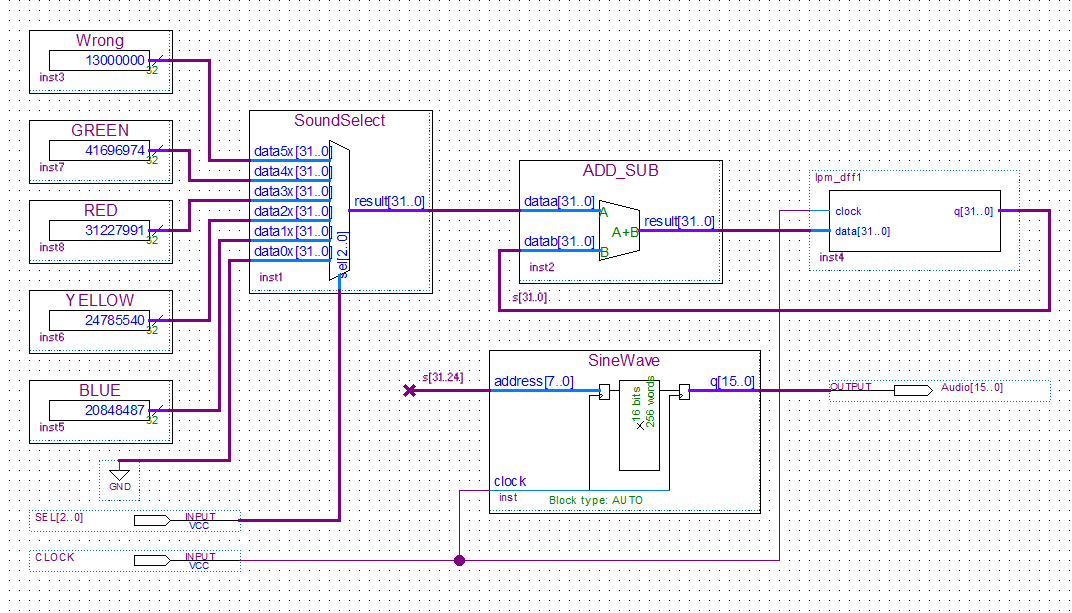 Wrong
13000000
32
inst3
GREEN
41696974
32
inst7
RED
31227991
32
inst8
YELLOW
24785540
32
inst6
BLUE
20848487
32
inst5
GND
SEL[2..0]
INPUT
VCC
CLOCK
INPUT
VCC
SoundSelect
data5x[31..0]
data4x[31..0]
data3x[31..0]
data2x[31..0]
data1x[31..0]
data0x[31..0]
sel[2..0]
result[31..0]
inst1
ADD_SUB
dataa[31..0]
A
result[31..0]
A+B
datab[31..0]
B
inst2
s[31..0]
lpm_dff1
clock
q[31..0]
data[31..0]
inst4
SineWave
s[31..24]
address[7..0]
q[15..0]
16 bits
256 words
clock
inst
Block type: AUTO
OUTPUT
Audio[15..0]